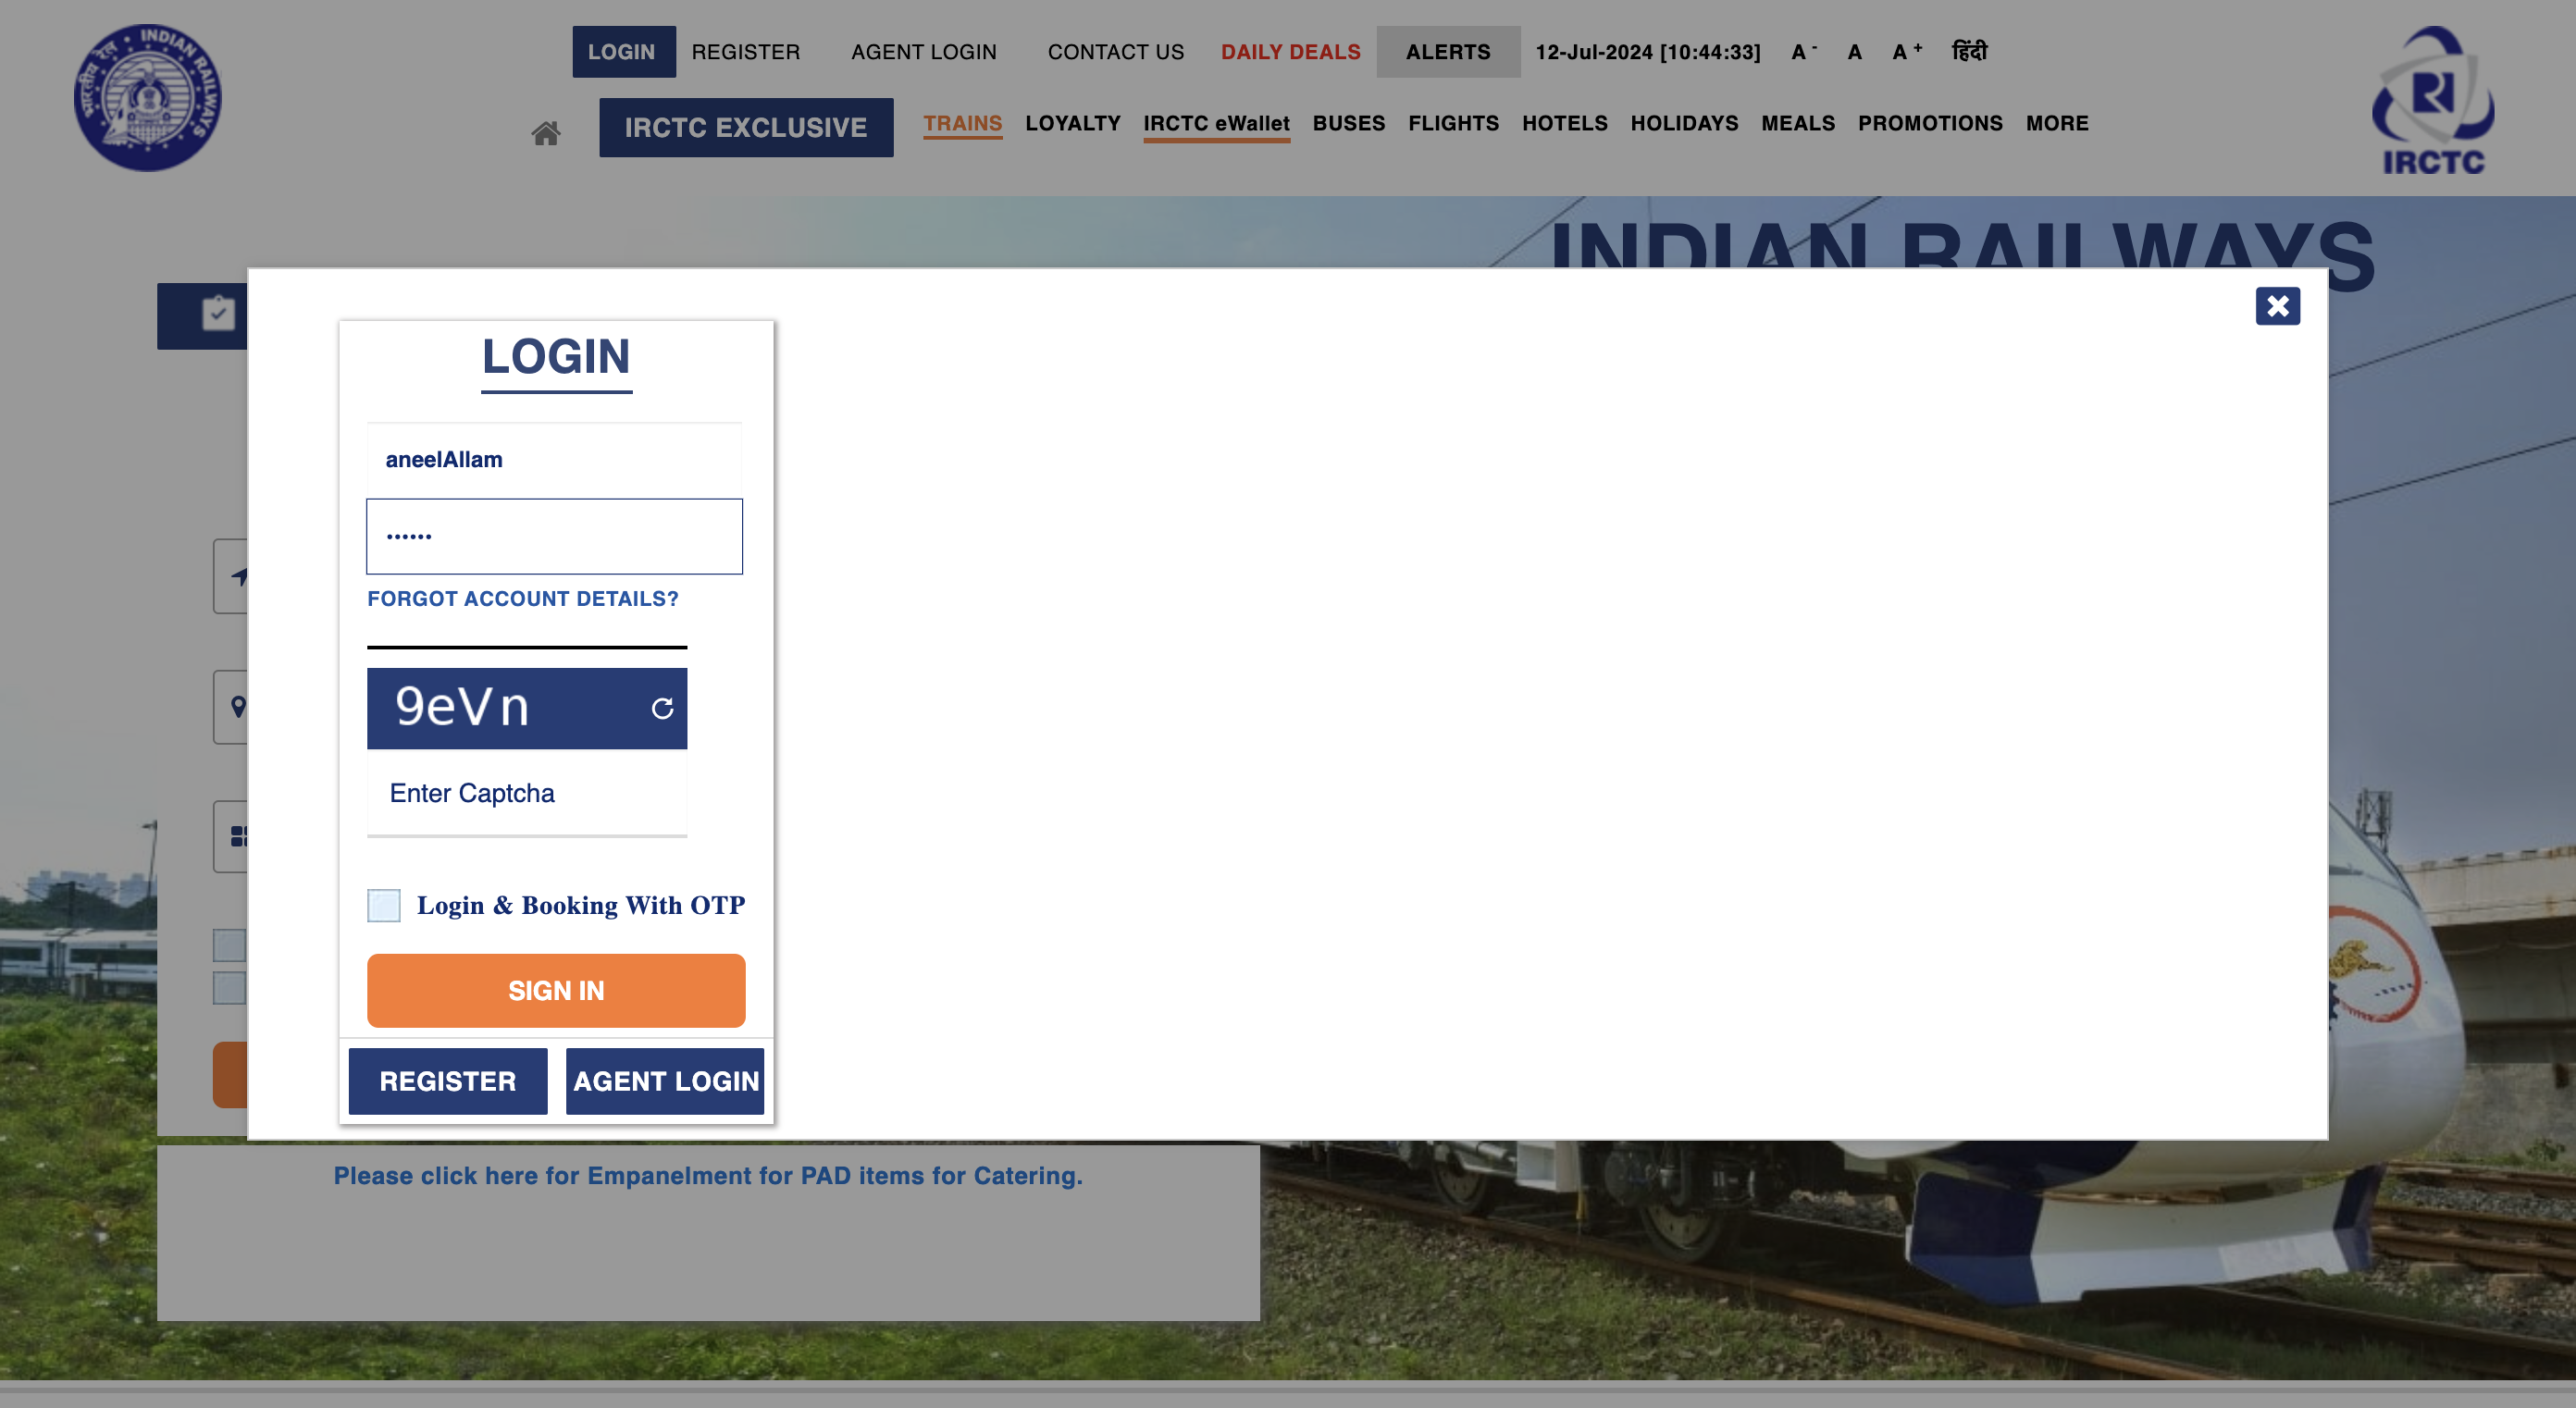 LOGIN REGISTER AGENT LOGIN CONTACT US DAILY DEALS ALERTS 12-Jul-2024 [10:44:33] A - A A + हिंदी
भारतीय रेल • INDIAN RAILWAYS
IRCTC EXCLUSIVE TRAINS LOYALTY IRCTC eWallet BUSES FLIGHTS HOTELS HOLIDAYS MEALS PROMOTIONS MORE
IRCTC
INDIAN RAILWAYS
LOGIN
aneelAllam
••••••
FORGOT ACCOUNT DETAILS?
9eVn
Enter Captcha
Login & Booking With OTP
SIGN IN
REGISTER AGENT LOGIN
Please click here for Empanelment for PAD items for Catering.